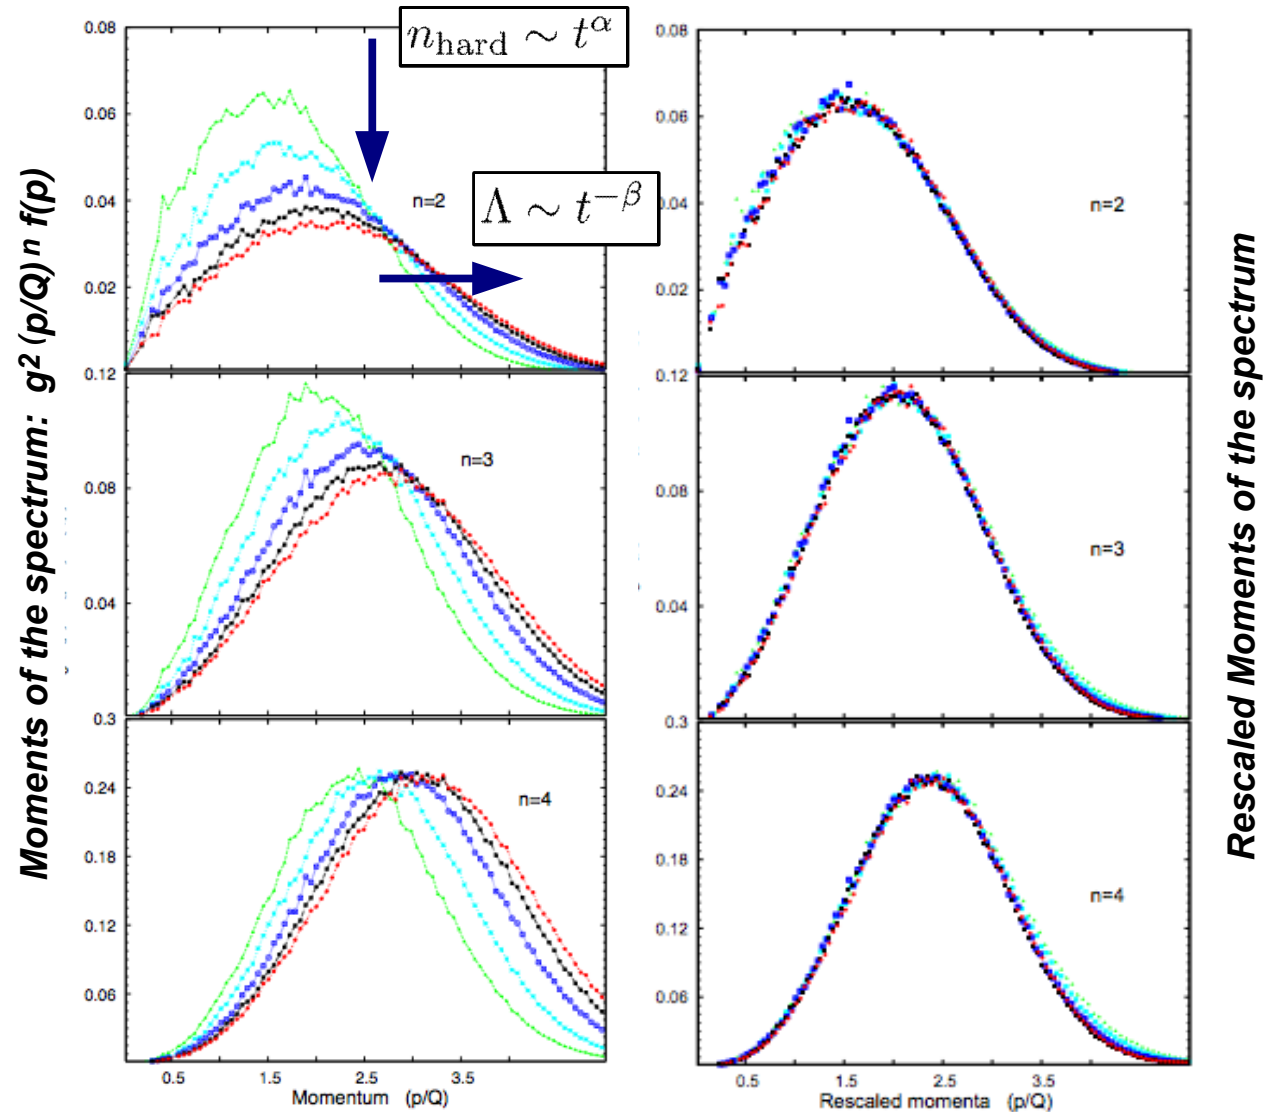 Moments of the spectrum: g² (p/Q) ⁿ f(p)
0.08
0.06
0.04
0.02
n_hard ∼ t^α
Λ ∼ t^−β
n=2
0.12
0.08
0.04
n=3
0.3
0.24
0.18
0.12
0.06
n=4
0.5 1.5 2.5 3.5
Momentum (p/Q)
0.08
0.06
0.04
0.02
n=2
0.12
0.08
0.04
n=3
0.3
0.24
0.18
0.12
0.06
n=4
0.5 1.5 2.5 3.5
Rescaled momenta (p/Q)
Rescaled Moments of the spectrum